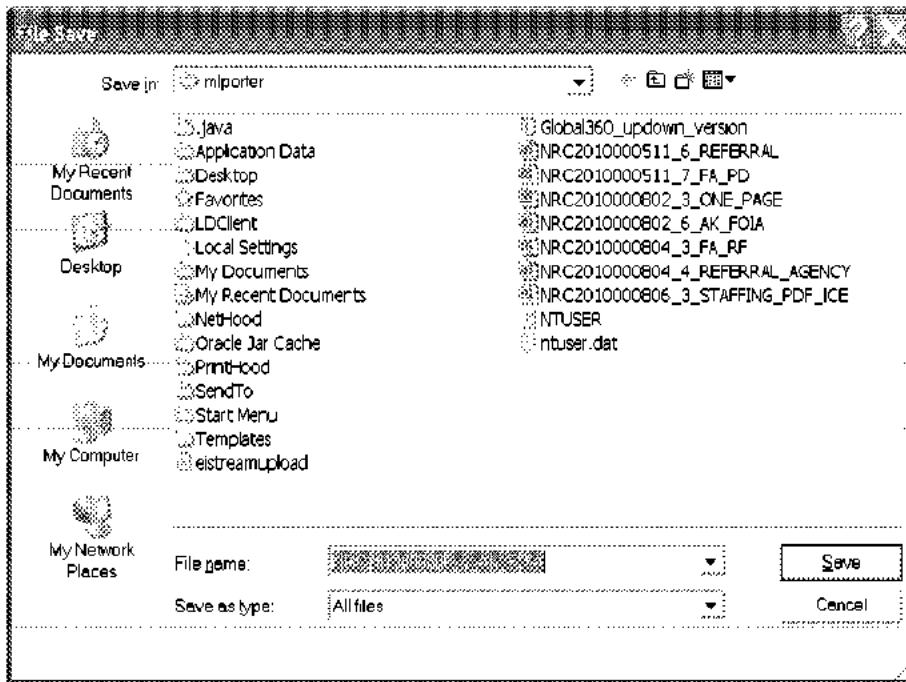 File Save
Save in:
mlporter
My Recent Documents
Desktop
My Documents
My Computer
My Network Places
.java
Application Data
Desktop
Favorites
LDClient
Local Settings
My Documents
My Recent Documents
NetHood
Oracle Jar Cache
PrintHood
SendTo
Start Menu
Templates
eistreamupload
Global360_updown_version
NRC2010000511_6_REFERRAL
NRC2010000511_7_FA_PD
NRC2010000802_3_ONE_PAGE
NRC2010000802_6_AK_FOIA
NRC2010000804_3_FA_RF
NRC2010000804_4_REFERRAL_AGENCY
NRC2010000806_3_STAFFING_PDF_ICE
NTUSER
ntuser.dat
File name:
Save
Save as type:
All files
Cancel